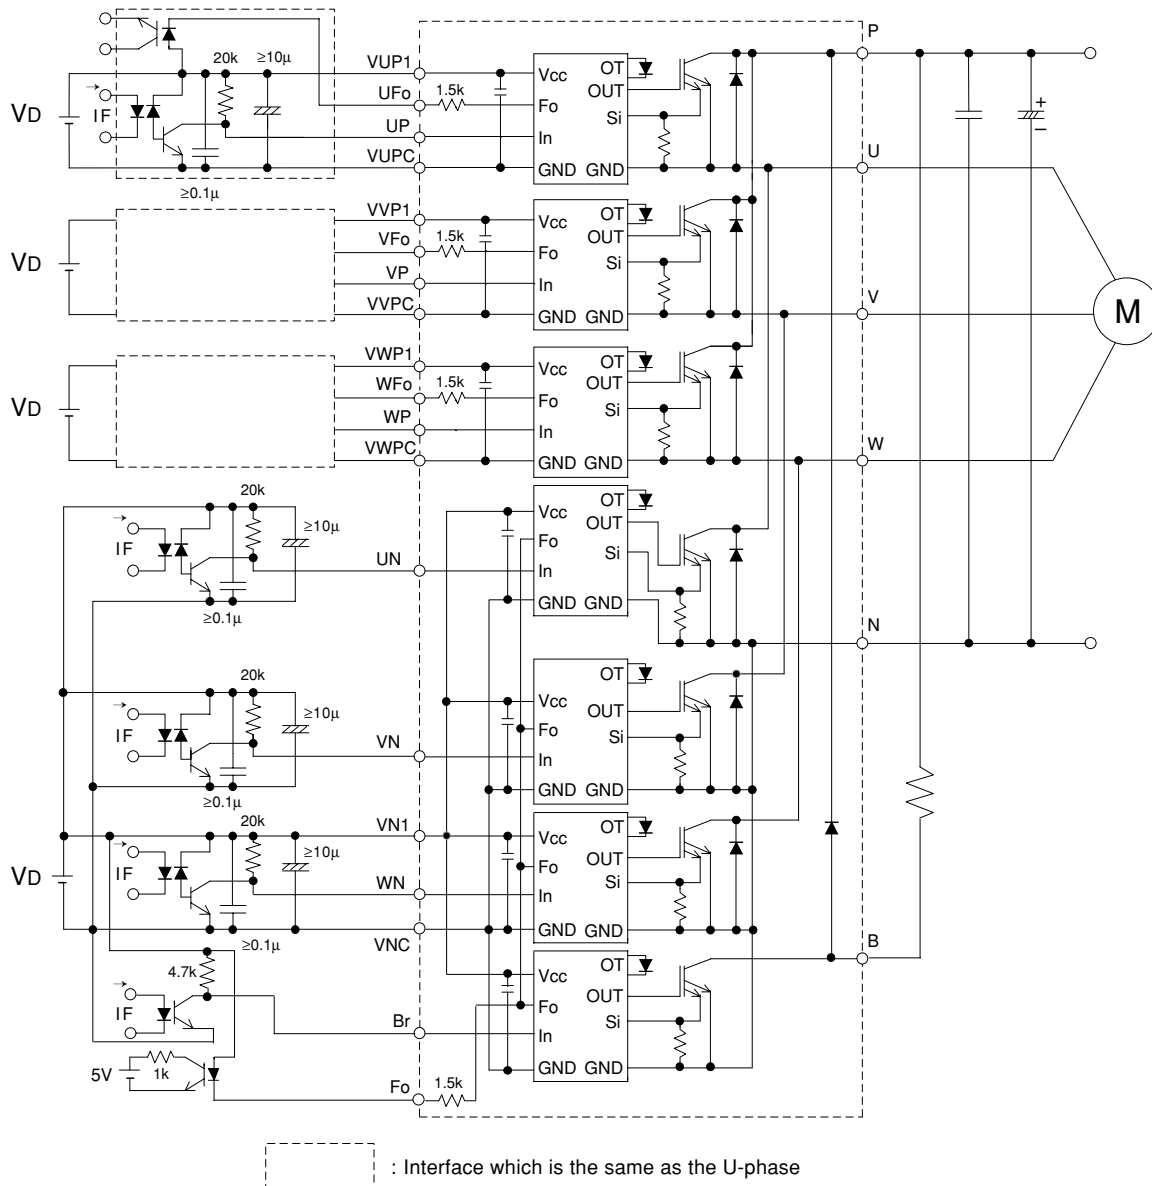 P
20k
≥10µ
VUP1
Vcc
OT
UFo
1.5k
OUT
VD
IF
Fo
Si
+
–
UP
In
VUPC
GND GND
U
≥0.1µ
VVP1
Vcc
OT
VFo
1.5k
OUT
VD
Fo
Si
VP
In
VVPC
GND GND
V
M
VWP1
Vcc
OT
WFo
1.5k
OUT
VD
Fo
Si
WP
In
VWPC
GND GND
W
20k
≥10µ
Vcc
OT
OUT
IF
Fo
Si
UN
In
GND GND
≥0.1µ
N
20k
≥10µ
Vcc
OT
OUT
IF
Fo
Si
VN
In
GND GND
≥0.1µ
20k
VN1
Vcc
OT
≥10µ
IF
Fo
OUT
VD
Si
WN
In
VNC
GND GND
≥0.1µ
B
4.7k
Vcc
OT
OUT
IF
Fo
Si
Br
In
5V
1k
GND GND
Fo
1.5k
: Interface which is the same as the U-phase